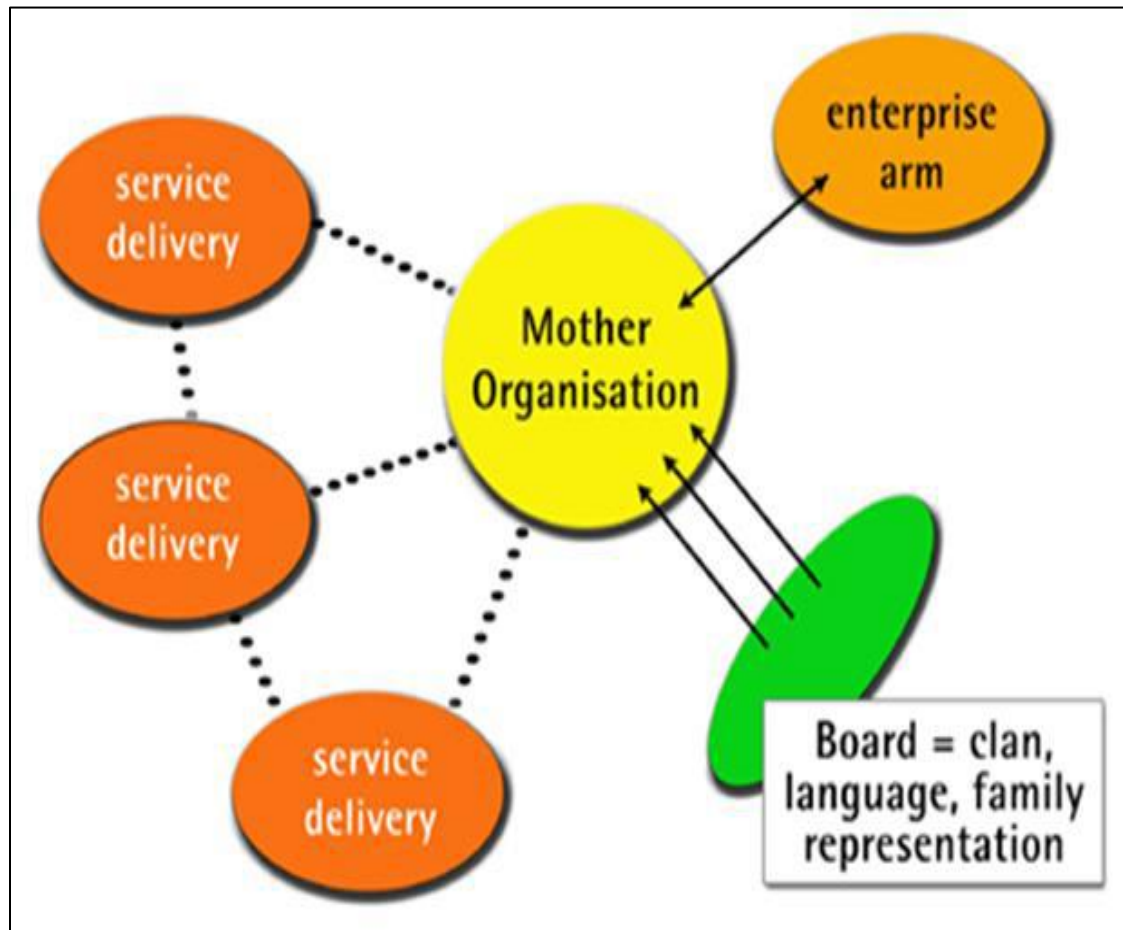 service
delivery
enterprise
arm
Mother
Organisation
service
delivery
service
delivery
Board = clan,
language, family
representation